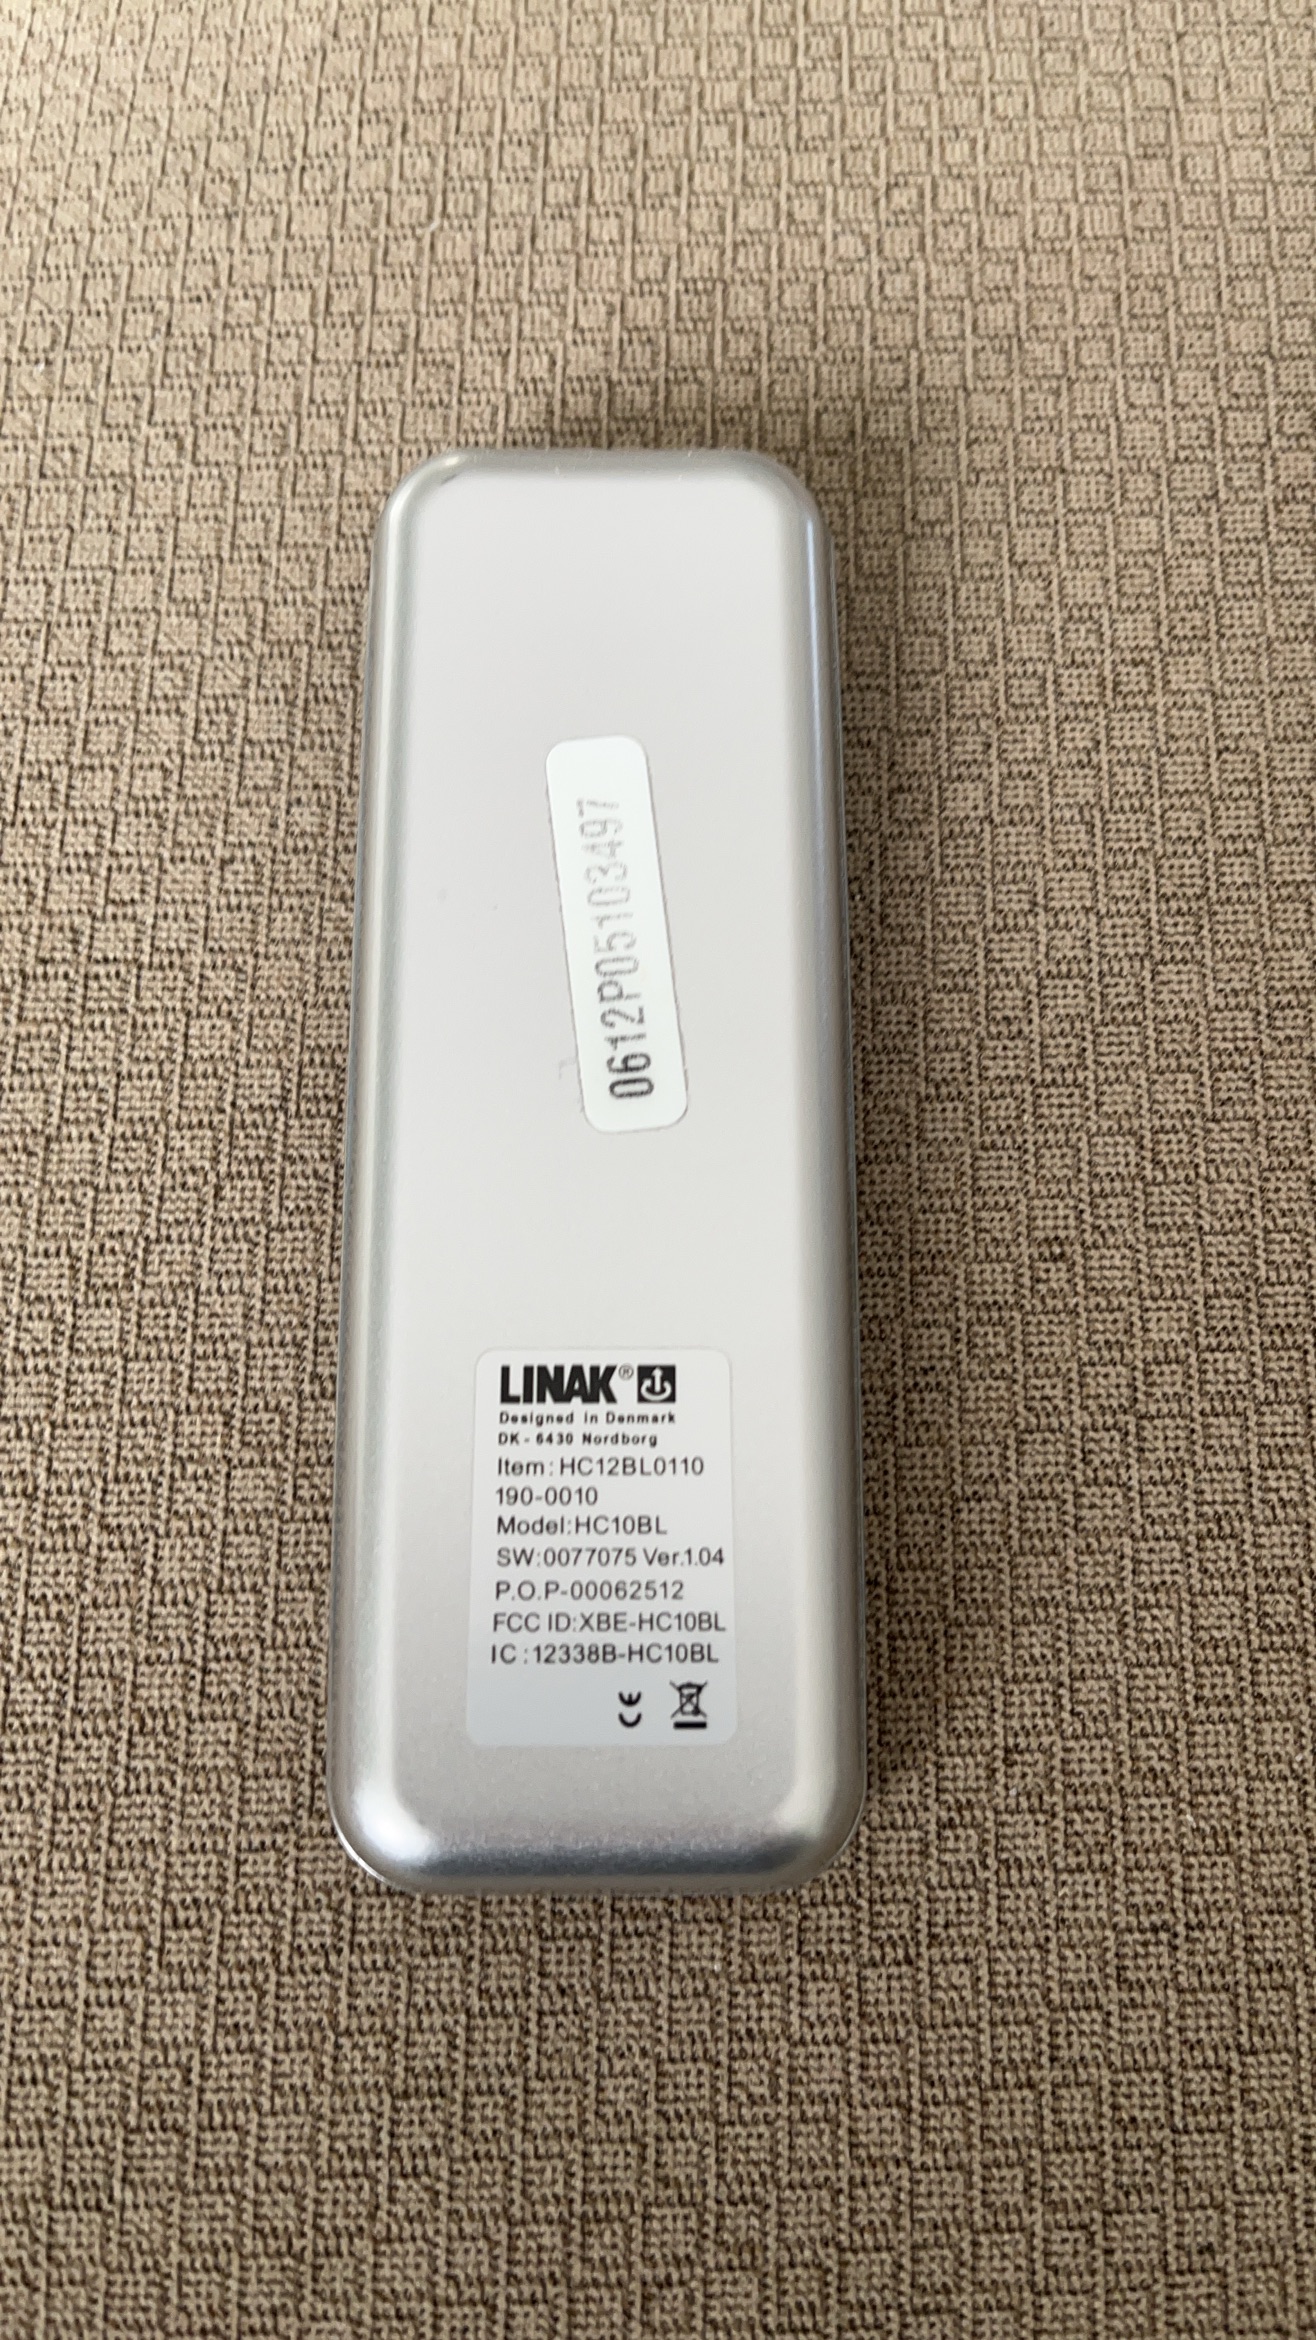 0612P05103497
LINAK®
Designed in Denmark
DK - 6430 Nordborg
Item: HC12BL0110
190-0010
Model:HC10BL
SW:0077075 Ver.1.04
P.O.P-00062512
FCC ID:XBE-HC10BL
IC :12338B-HC10BL
CE